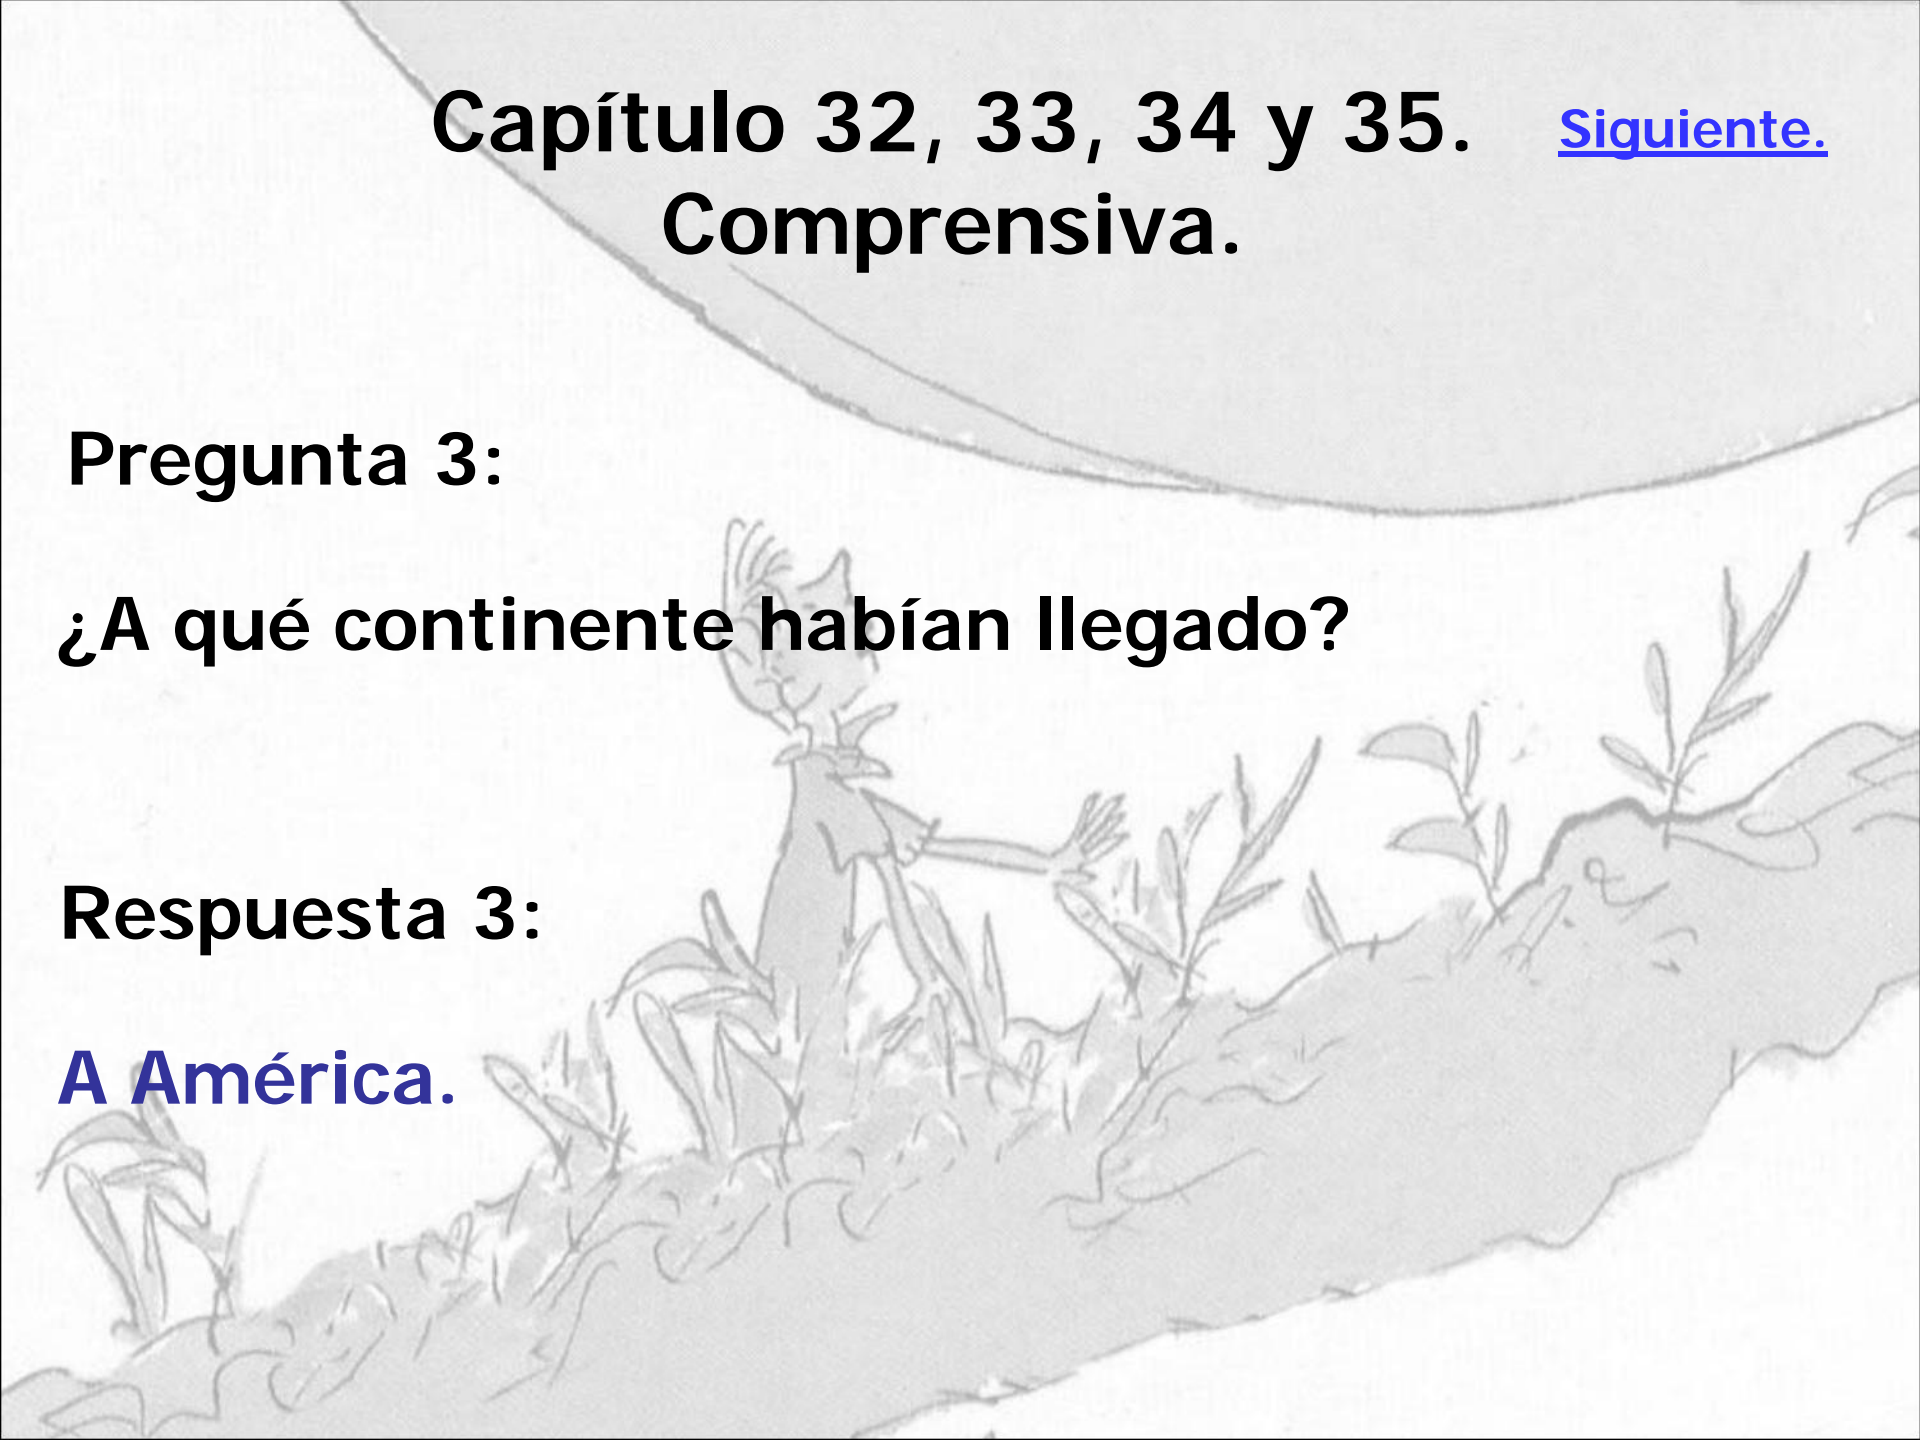 Capítulo 32, 33, 34 y 35.
Siguiente.
Comprensiva.
Pregunta 3:
¿A qué continente habían llegado?
Respuesta 3:
A América.